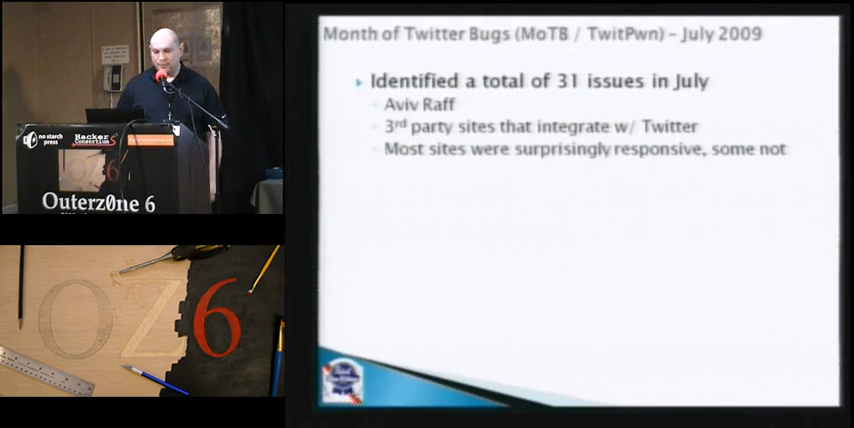 Month of Twitter Bugs (MoTB / TwitPwn) – July 2009
Identified a total of 31 issues in July
Aviv Raff
3rd party sites that integrate w/ Twitter
Most sites were surprisingly responsive, some not
no starch
press
Hacker
Consortium
Outerz0ne 6
OZ6